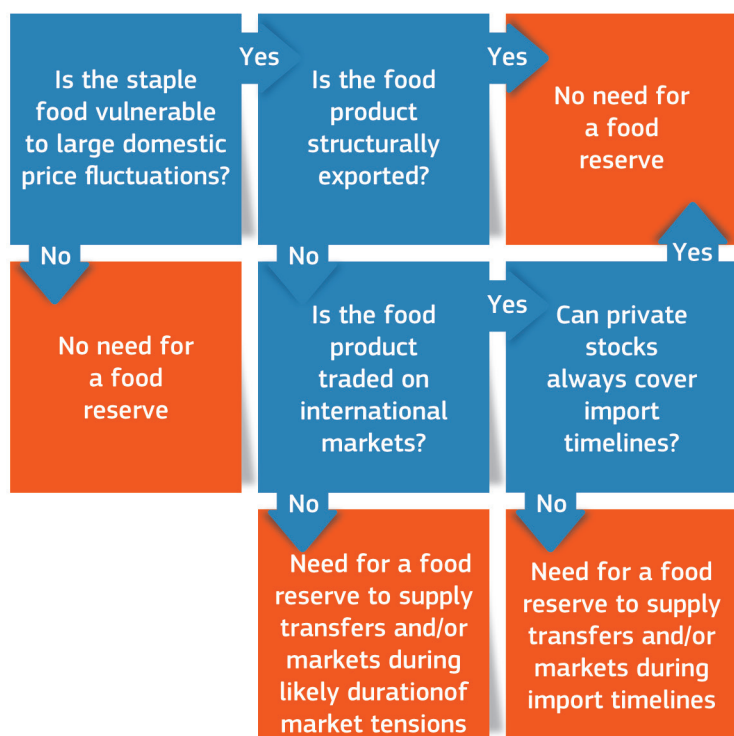 Is the staple
food vulnerable
to large domestic
price fluctuations?
Yes
Is the food
product
structurally
exported?
Yes
No need for
a food
reserve
No
No
Yes
No need for
a food
reserve
Is the food
product
traded on
international
markets?
Yes
Can private
stocks
always cover
import
timelines?
No
No
Need for a food
reserve to supply
transfers and/or
markets during
likely durationof
market tensions
Need for a food
reserve to supply
transfers and/or
markets during
import timelines